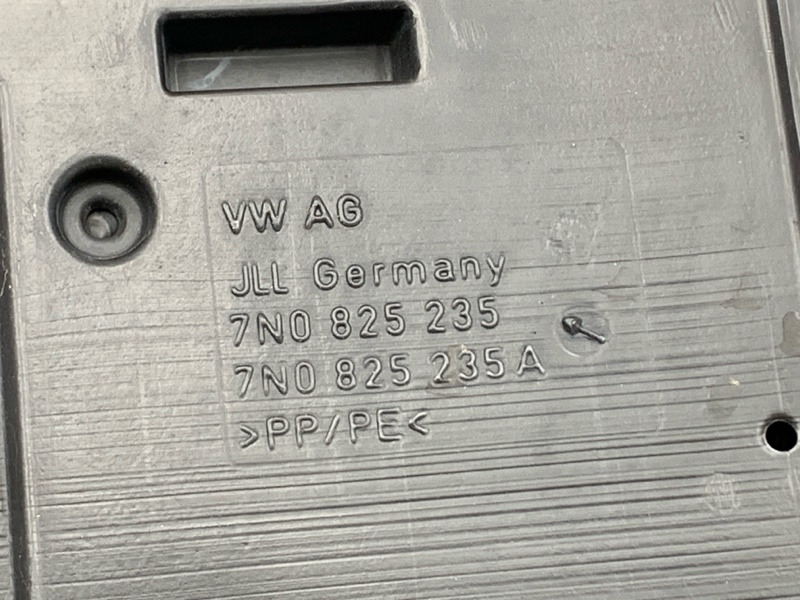 VW AG
JLL Germany
7N0 825 235
7N0 825 235 A
>PP/PE<